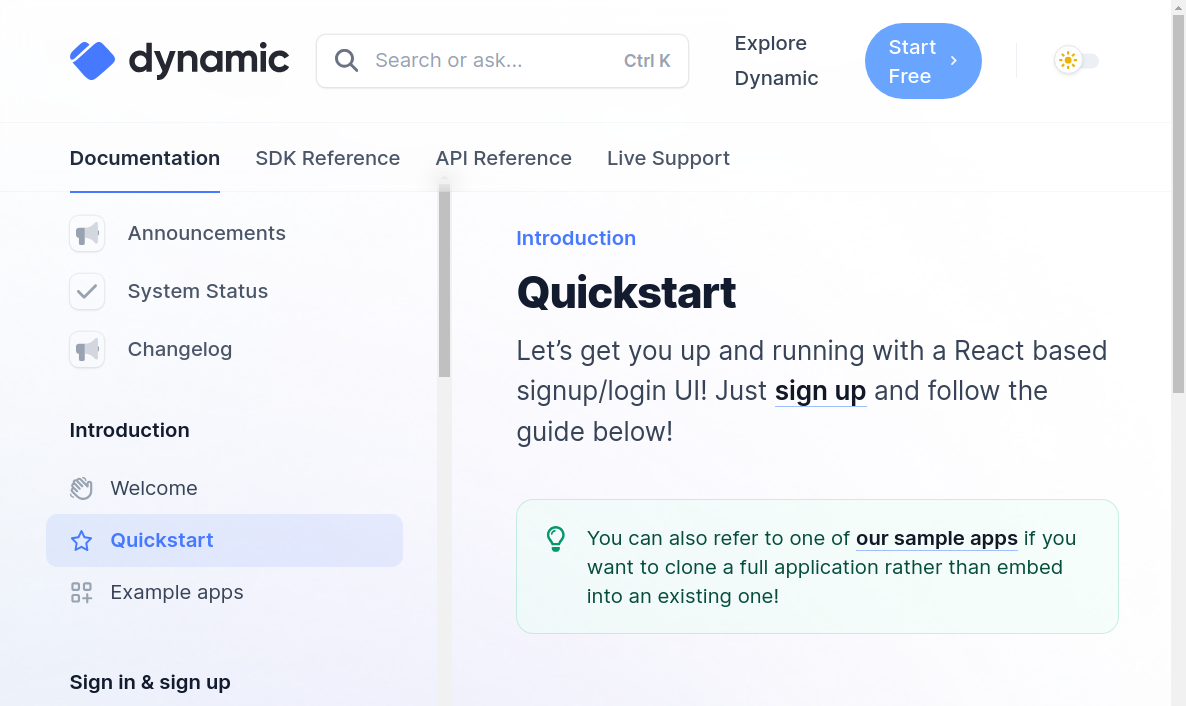 dynamic
Search or ask...
Ctrl K
Explore
Dynamic
Start
Free
Documentation
SDK Reference
API Reference
Live Support
Announcements
System Status
Changelog
Introduction
Welcome
Quickstart
Example apps
Sign in & sign up
Introduction
Quickstart
Let’s get you up and running with a React based
signup/login UI! Just sign up and follow the
guide below!
You can also refer to one of our sample apps if you
want to clone a full application rather than embed
into an existing one!